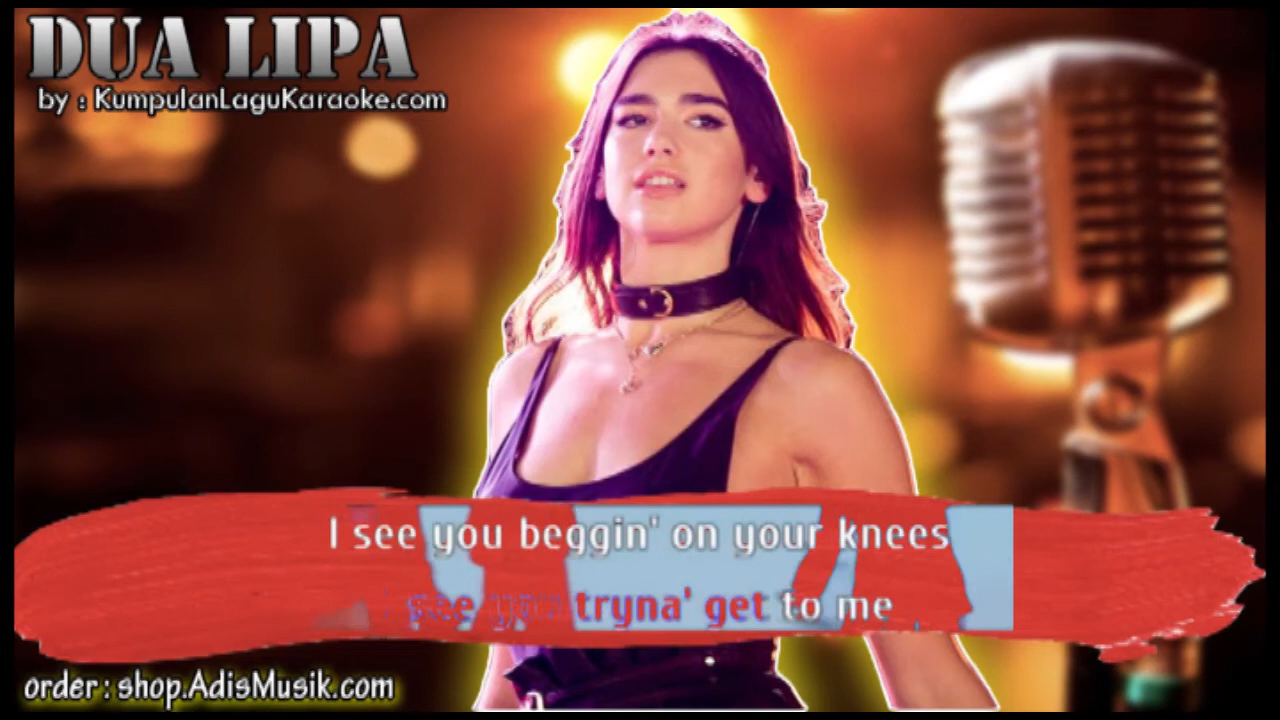 DUA LIPA
by : KumpulanLaguKaraoke.com
I see you beggin' on your knees
see you tryna' get to me
order : shop.AdisMusik.com